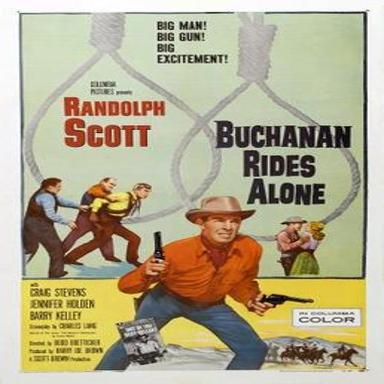 BIG MAN!
BIG GUN!
BIG
EXCITEMENT!
COLUMBIA
PICTURES presents
RANDOLPH
SCOTT
BUCHANAN
RIDES
ALONE
with
CRAIG STEVENS
JENNIFER HOLDEN
BARRY KELLEY
Screenplay by CHARLES LANG
Directed by BUDD BOETTICHER
Produced by HARRY JOE BROWN
A SCOTT-BROWN PRODUCTION
IN COLUMBIA
COLOR